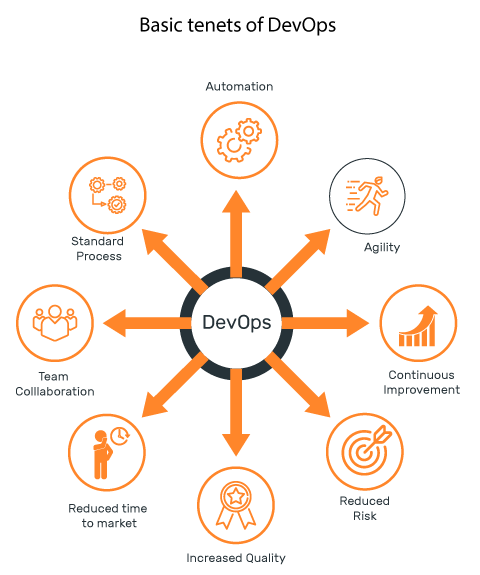 Basic tenets of DevOps
Automation
Standard
Process
Agility
DevOps
Team
Colllaboration
Continuous
Improvement
Reduced time
to market
Reduced
Risk
Increased Quality